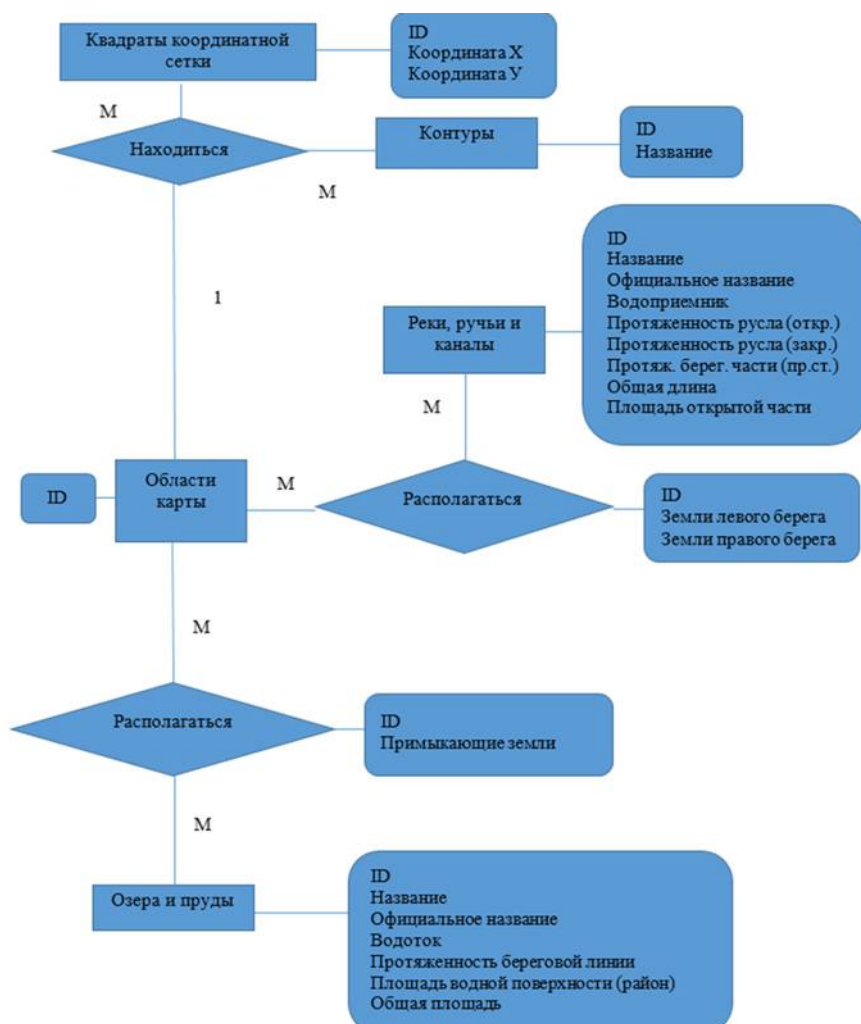 Квадраты координатной
сетки
ID
Координата X
Координата У
М
Находиться
Контуры
ID
Название
М
1
ID
Название
Официальное название
Водоприемник
Протяженность русла (откр.)
Протяженность русла (закр.)
Протяж. берег. части (пр.ст.)
Общая длина
Площадь открытой части
Реки, ручьи и
каналы
М
ID
Области
карты
М
Располагаться
ID
Земли левого берега
Земли правого берега
М
Располагаться
ID
Примыкающие земли
М
Озера и пруды
ID
Название
Официальное название
Водоток
Протяженность береговой линии
Площадь водной поверхности (район)
Общая площадь